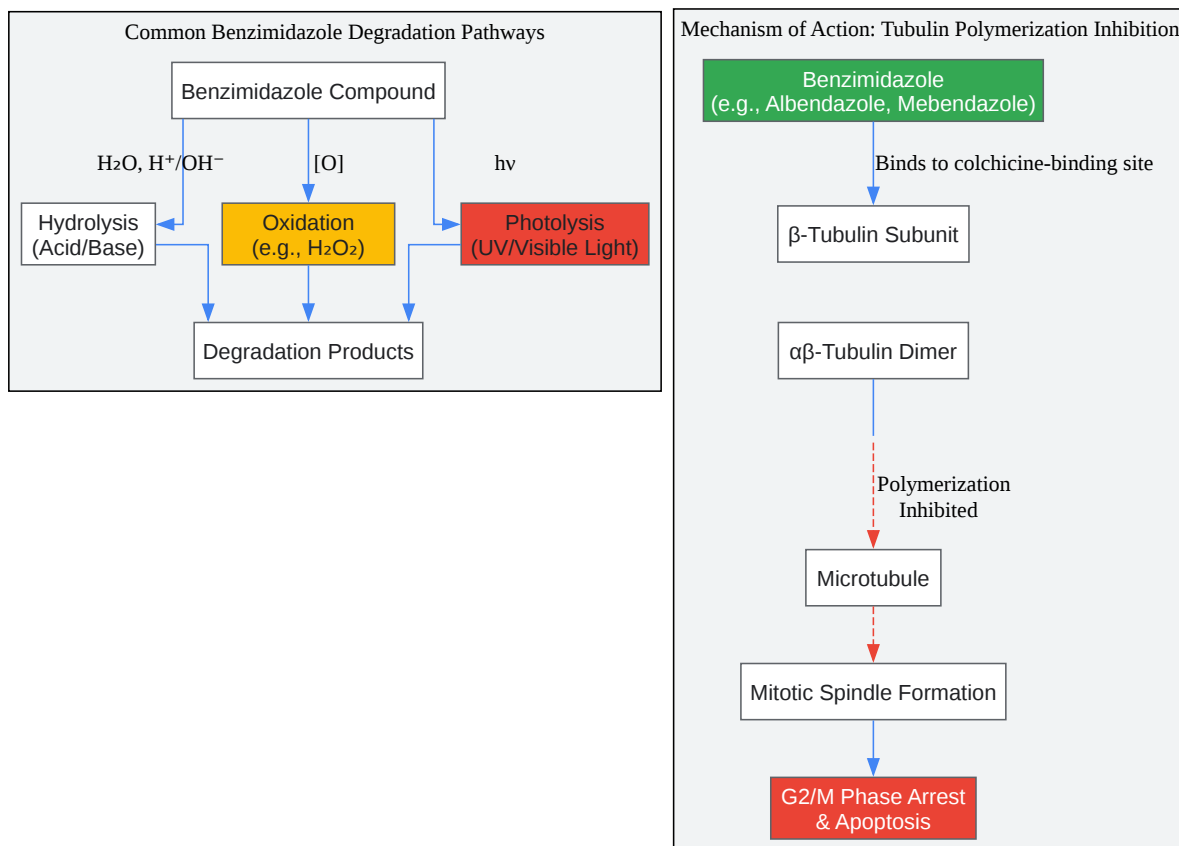 Common Benzimidazole Degradation Pathways
Benzimidazole Compound
H₂O, H⁺/OH⁻
[O]
hν
Hydrolysis
(Acid/Base)
Oxidation
(e.g., H₂O₂)
Photolysis
(UV/Visible Light)
Degradation Products
Mechanism of Action: Tubulin Polymerization Inhibition
Benzimidazole
(e.g., Albendazole, Mebendazole)
Binds to colchicine-binding site
β-Tubulin Subunit
αβ-Tubulin Dimer
Polymerization
Inhibited
Microtubule
Mitotic Spindle Formation
G2/M Phase Arrest
& Apoptosis